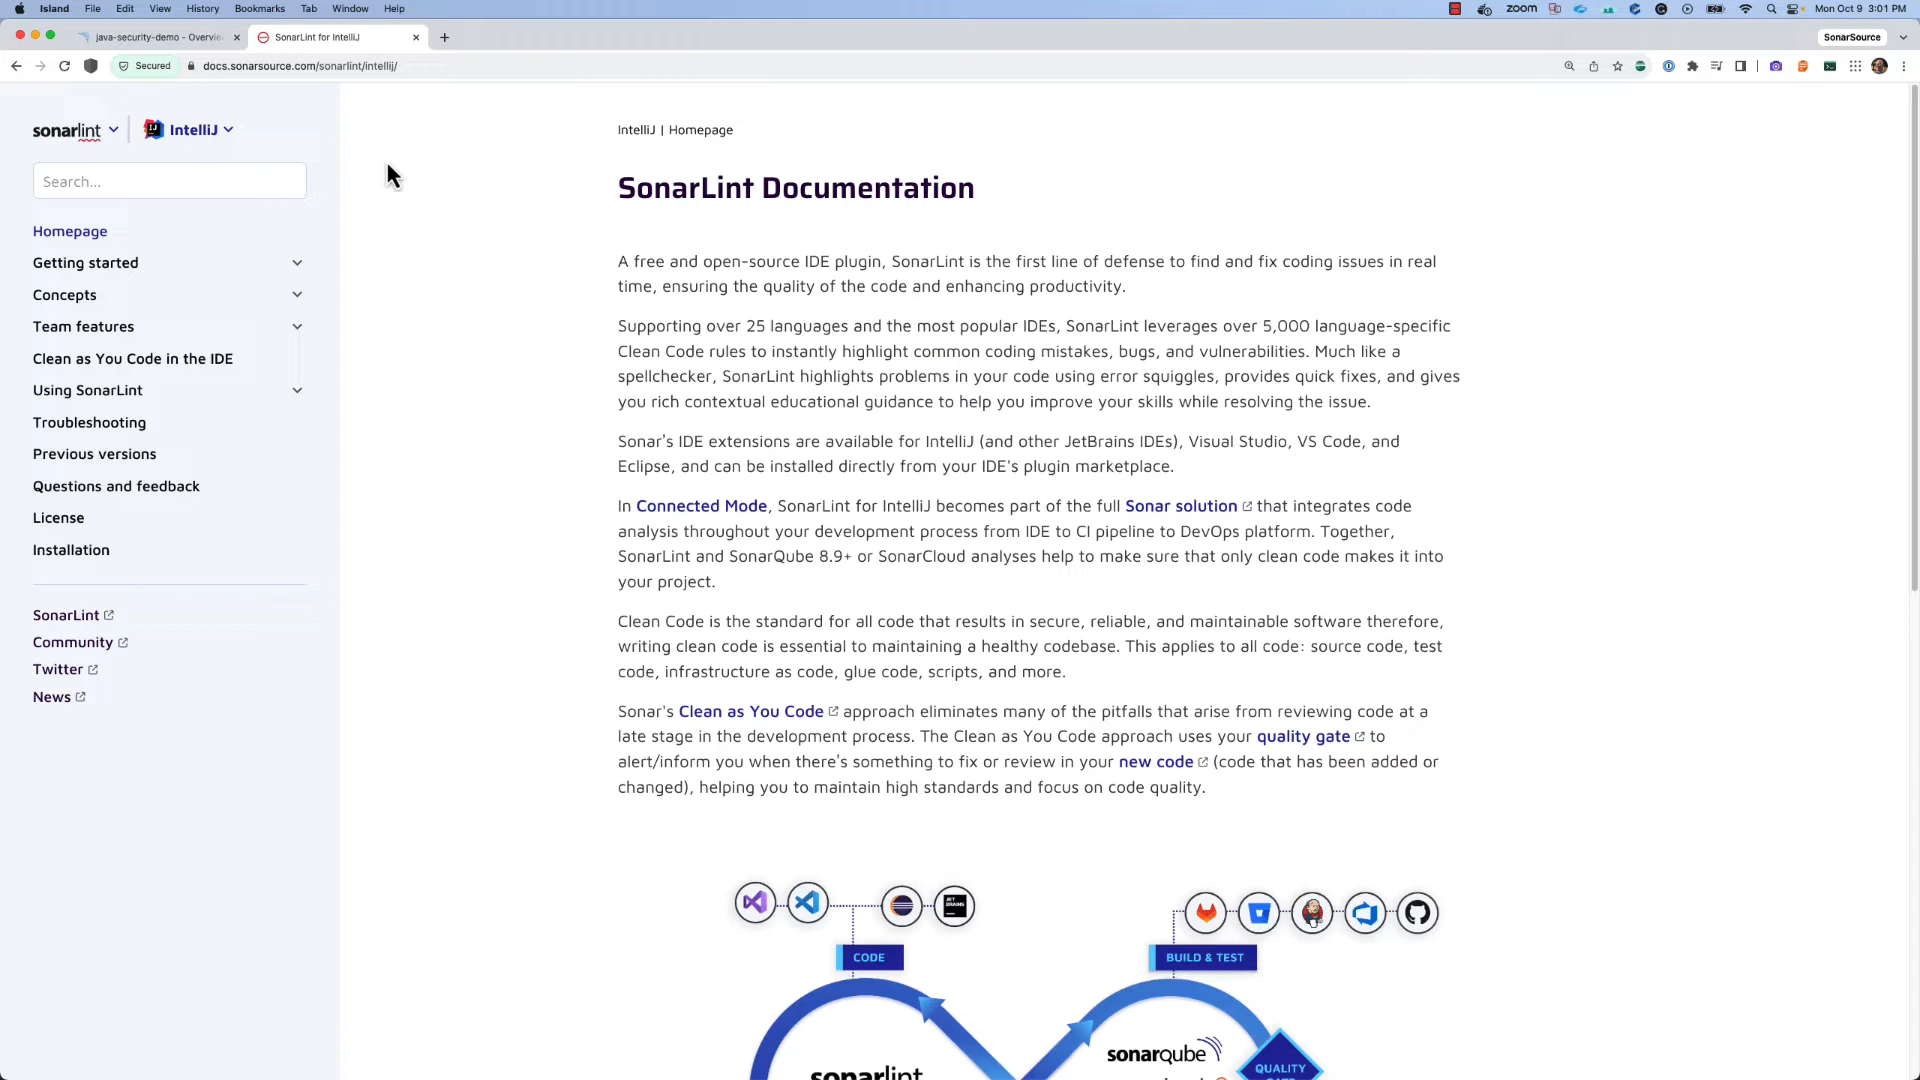 Island File Edit View History Bookmarks Tab Window Help zoom Mon Oct 9 3:01 PM
java-security-demo - Overvie SonarLint for IntelliJ SonarSource
Secured docs.sonarsource.com/sonarlint/intellij/
sonarlint IntelliJ
Search...
Homepage
Getting started
Concepts
Team features
Clean as You Code in the IDE
Using SonarLint
Troubleshooting
Previous versions
Questions and feedback
License
Installation
SonarLint
Community
Twitter
News
IntelliJ | Homepage
SonarLint Documentation
A free and open-source IDE plugin, SonarLint is the first line of defense to find and fix coding issues in real
time, ensuring the quality of the code and enhancing productivity.
Supporting over 25 languages and the most popular IDEs, SonarLint leverages over 5,000 language-specific
Clean Code rules to instantly highlight common coding mistakes, bugs, and vulnerabilities. Much like a
spellchecker, SonarLint highlights problems in your code using error squiggles, provides quick fixes, and gives
you rich contextual educational guidance to help you improve your skills while resolving the issue.
Sonar's IDE extensions are available for IntelliJ (and other JetBrains IDEs), Visual Studio, VS Code, and
Eclipse, and can be installed directly from your IDE's plugin marketplace.
In Connected Mode, SonarLint for IntelliJ becomes part of the full Sonar solution that integrates code
analysis throughout your development process from IDE to CI pipeline to DevOps platform. Together,
SonarLint and SonarQube 8.9+ or SonarCloud analyses help to make sure that only clean code makes it into
your project.
Clean Code is the standard for all code that results in secure, reliable, and maintainable software therefore,
writing clean code is essential to maintaining a healthy codebase. This applies to all code: source code, test
code, infrastructure as code, glue code, scripts, and more.
Sonar's Clean as You Code approach eliminates many of the pitfalls that arise from reviewing code at a
late stage in the development process. The Clean as You Code approach uses your quality gate to
alert/inform you when there's something to fix or review in your new code (code that has been added or
changed), helping you to maintain high standards and focus on code quality.
JET
BRAINS
CODE BUILD & TEST
sonarqube
sonarlint QUALITY